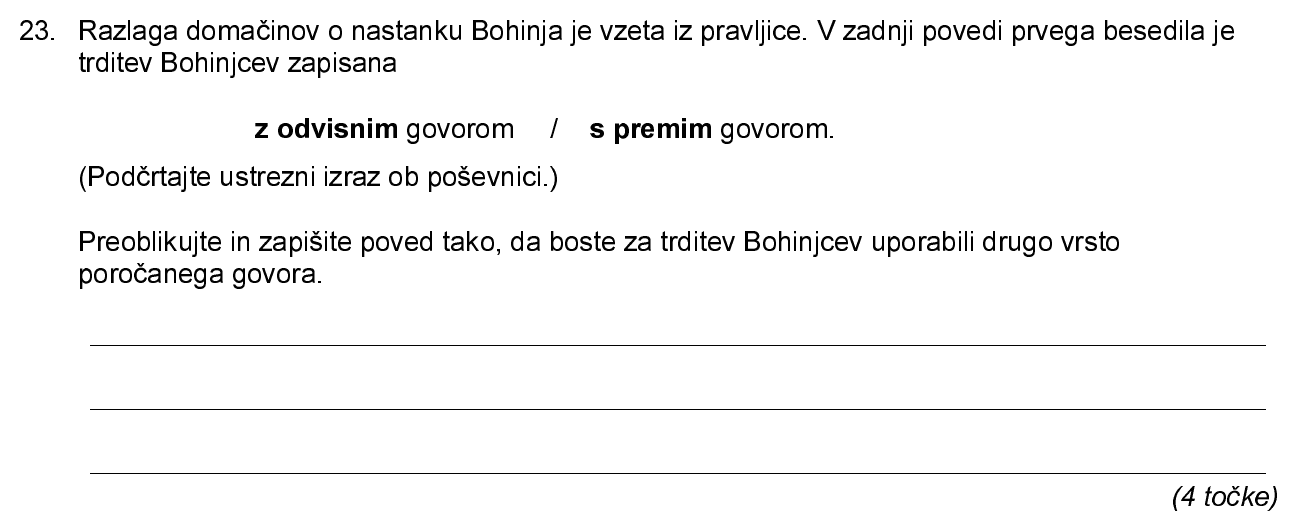 23. Razlaga domačinov o nastanku Bohinja je vzeta iz pravljice. V zadnji povedi prvega besedila je
trditev Bohinjcev zapisana
z odvisnim govorom / s premim govorom.
(Podčrtajte ustrezni izraz ob poševnici.)
Preoblikujte in zapišite poved tako, da boste za trditev Bohinjcev uporabili drugo vrsto
poročanega govora.
(4 točke)